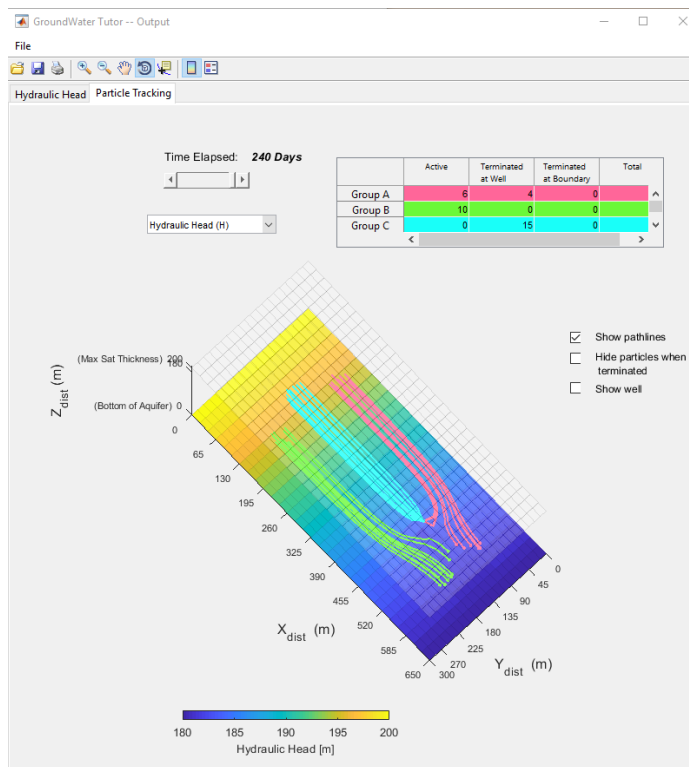 GroundWater Tutor -- Output
File
Hydraulic Head
Particle Tracking
Time Elapsed: 240 Days
Hydraulic Head (H)
Active Terminated at Well Terminated at Boundary Total
Group A 6 4 0
Group B 10 0 0
Group C 0 15 0
Show pathlines
Hide particles when
terminated
Show well
(Max Sat Thickness) 200
180
(Bottom of Aquifer) 0
Zdist (m)
0
65
130
195
260
325
390
455
520
585
650
Xdist (m)
0
45
90
135
180
225
270
300
Ydist (m)
180 185 190 195 200
Hydraulic Head [m]